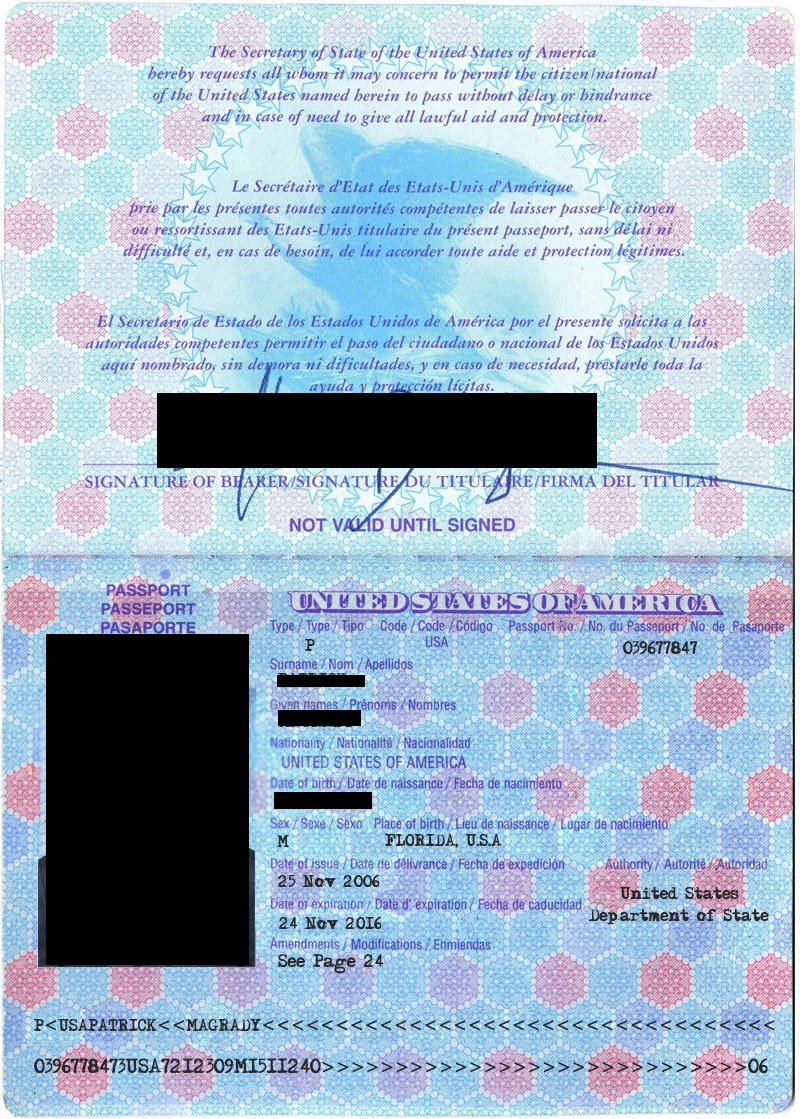 The Secretary of State of the United States of America
hereby requests all whom it may concern to permit the citizen/national
of the United States named herein to pass without delay or hindrance
and in case of need to give all lawful aid and protection.
Le Secrétaire d'Etat des Etats-Unis d'Amérique
prie par les présentes toutes autorités compétentes de laisser passer le citoyen
ou ressortissant des Etats-Unis titulaire du présent passeport, sans délai ni
difficulté et, en cas de besoin, de lui accorder toute aide et protection légitimes.
El Secretario de Estado de los Estados Unidos de América por el presente solicita a las
autoridades competentes permitir el paso del ciudadano o nacional de los Estados Unidos
aquí nombrado, sin demora ni dificultades, y en caso de necesidad, prestarle toda la
ayuda y protección lícitas.
SIGNATURE OF BEARER/SIGNATURE DU TITULAIRE/FIRMA DEL TITULAR
NOT VALID UNTIL SIGNED
PASSPORT
PASSEPORT
PASAPORTE
UNITED STATES OF AMERICA
Type / Type / Tipo Code / Code / Código Passport No. / No. du Passeport / No. de Pasaporte
P USA 039677847
Surname / Nom / Apellidos
Given names / Prénoms / Nombres
Nationality / Nationalité / Nacionalidad
UNITED STATES OF AMERICA
Date of birth / Date de naissance / Fecha de nacimiento
Sex / Sexe / Sexo Place of birth / Lieu de naissance / Lugar de nacimiento
M FLORIDA, U.S.A
Date of issue / Date de délivrance / Fecha de expedición Authority / Autorité / Autoridad
25 Nov 2006 United States
Date of expiration / Date d' expiration / Fecha de caducidad Department of State
24 Nov 2016
Amendments / Modifications / Enmiendas
See Page 24
P<USAPATRICK<<MAGRADY<<<<<<<<<<<<<<<<<<<<<<<<<<<<<<<<<<<<<<<
0396778473USA7212309M1511240>>>>>>>>>>>>>>>>>>>>>>>>>>>>>>>>06